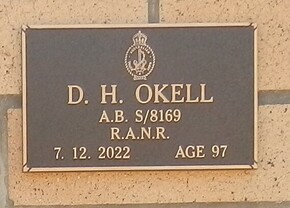 D. H. OKELL
A.B. S/8169
R.A.N.R.
7. 12. 2022 AGE 97